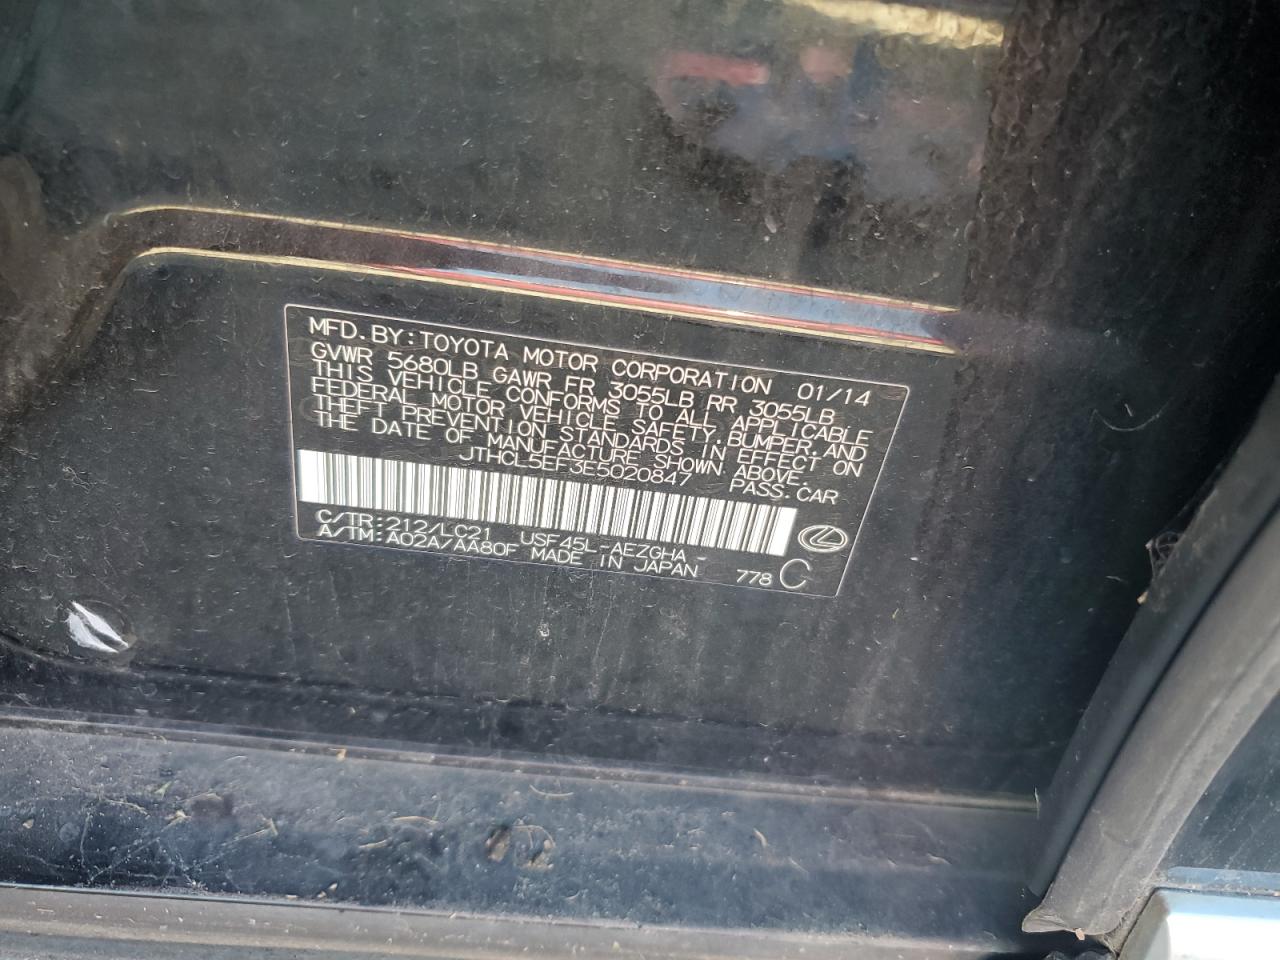 MFD.BY:TOYOTA MOTOR CORPORATION 01/14
GVWR 5680LB GAWR FR 3055LB RR 3055LB
THIS VEHICLE CONFORMS TO ALL APPLICABLE
FEDERAL MOTOR VEHICLE SAFETY,BUMPER,AND
THEFT PREVENTION STANDARDS IN EFFECT ON
THE DATE OF MANUFACTURE SHOWN ABOVE.
JTHCL5EF3E5020847 PASS.CAR
C/TR:212/LC21 USF45L-AEZGHA-
A/TM:A02A/AA80F MADE IN JAPAN 778 C